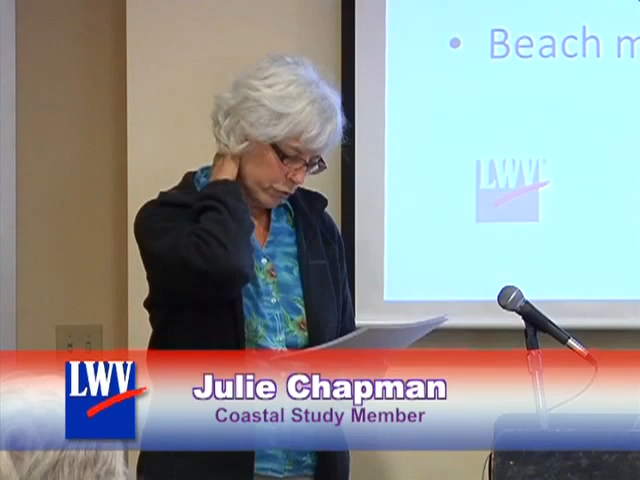 • Beach m
LWV
LWV
Julie Chapman
Coastal Study Member